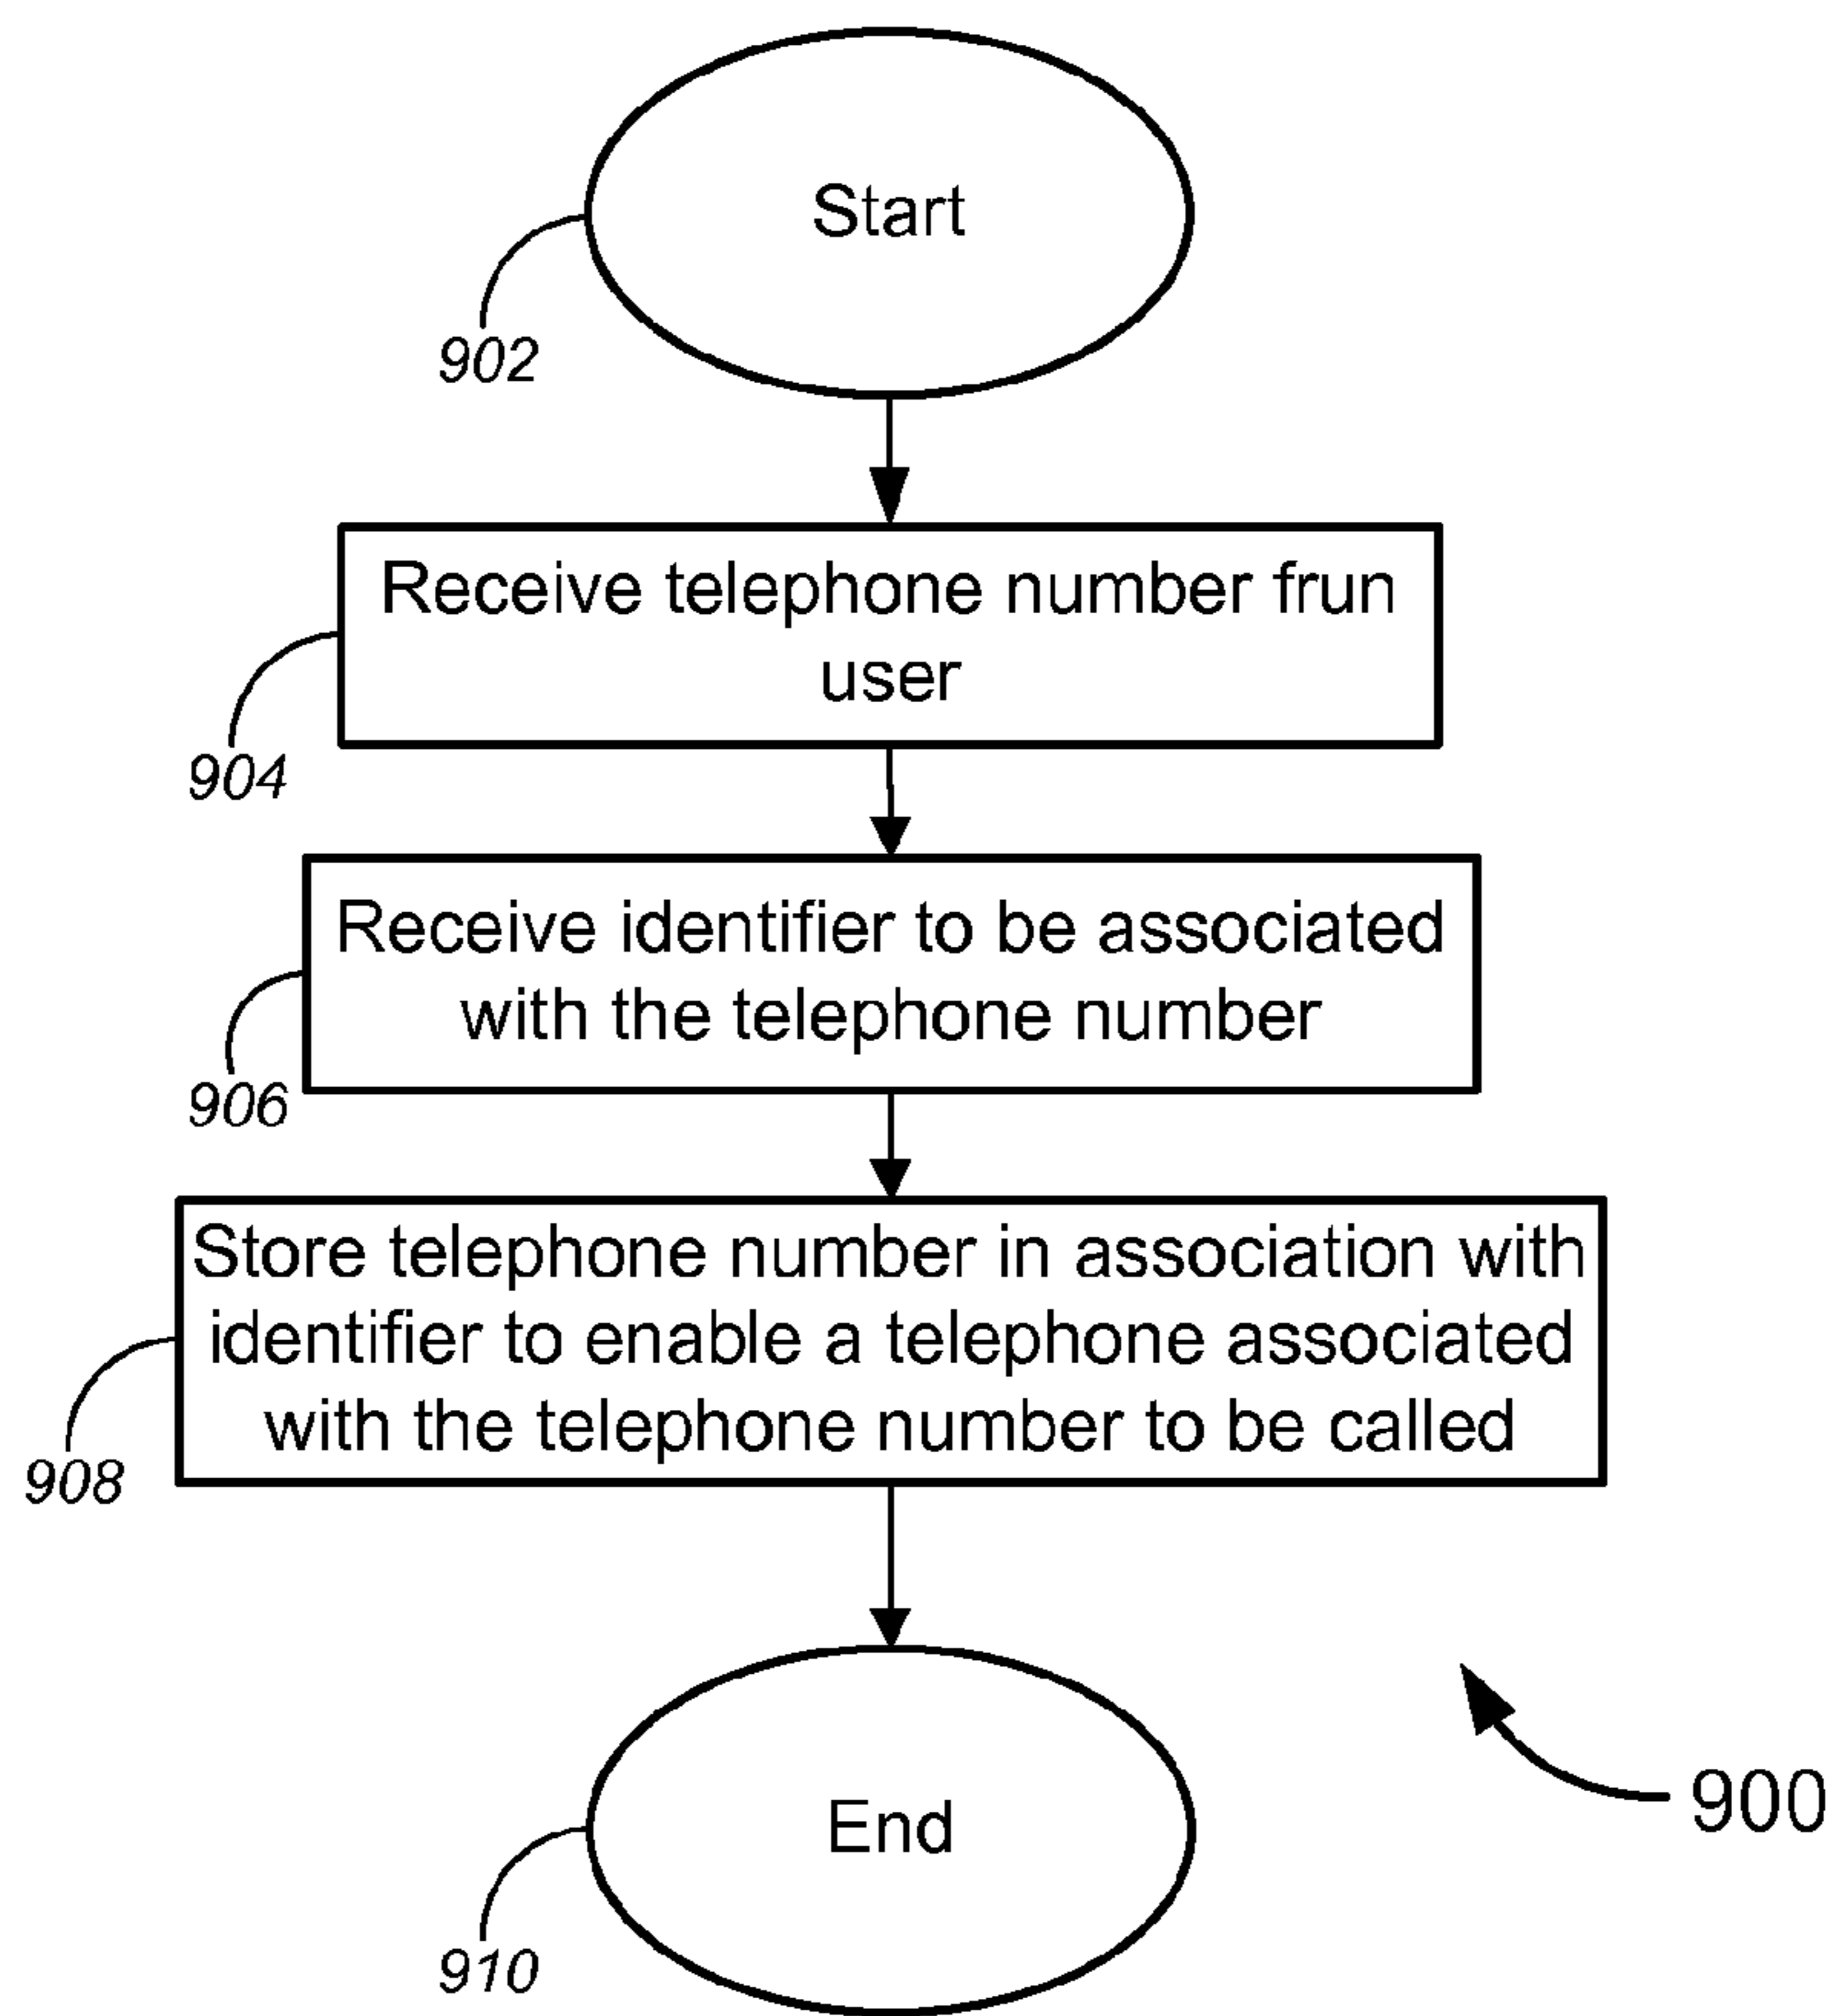 Start
902
Receive telephone number frun
user
904
Receive identifier to be associated
with the telephone number
906
Store telephone number in association with
identifier to enable a telephone associated
with the telephone number to be called
908
End
900
910